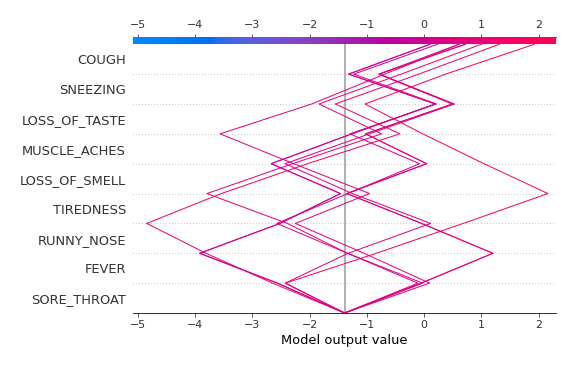 −5 −4 −3 −2 −1 0 1 2
COUGH
SNEEZING
LOSS_OF_TASTE
MUSCLE_ACHES
LOSS_OF_SMELL
TIREDNESS
RUNNY_NOSE
FEVER
SORE_THROAT
−5 −4 −3 −2 −1 0 1 2
Model output value